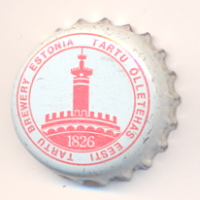 TARTU BREWERY ESTONIA TARTU ÕLLETEHAS EESTI
1826